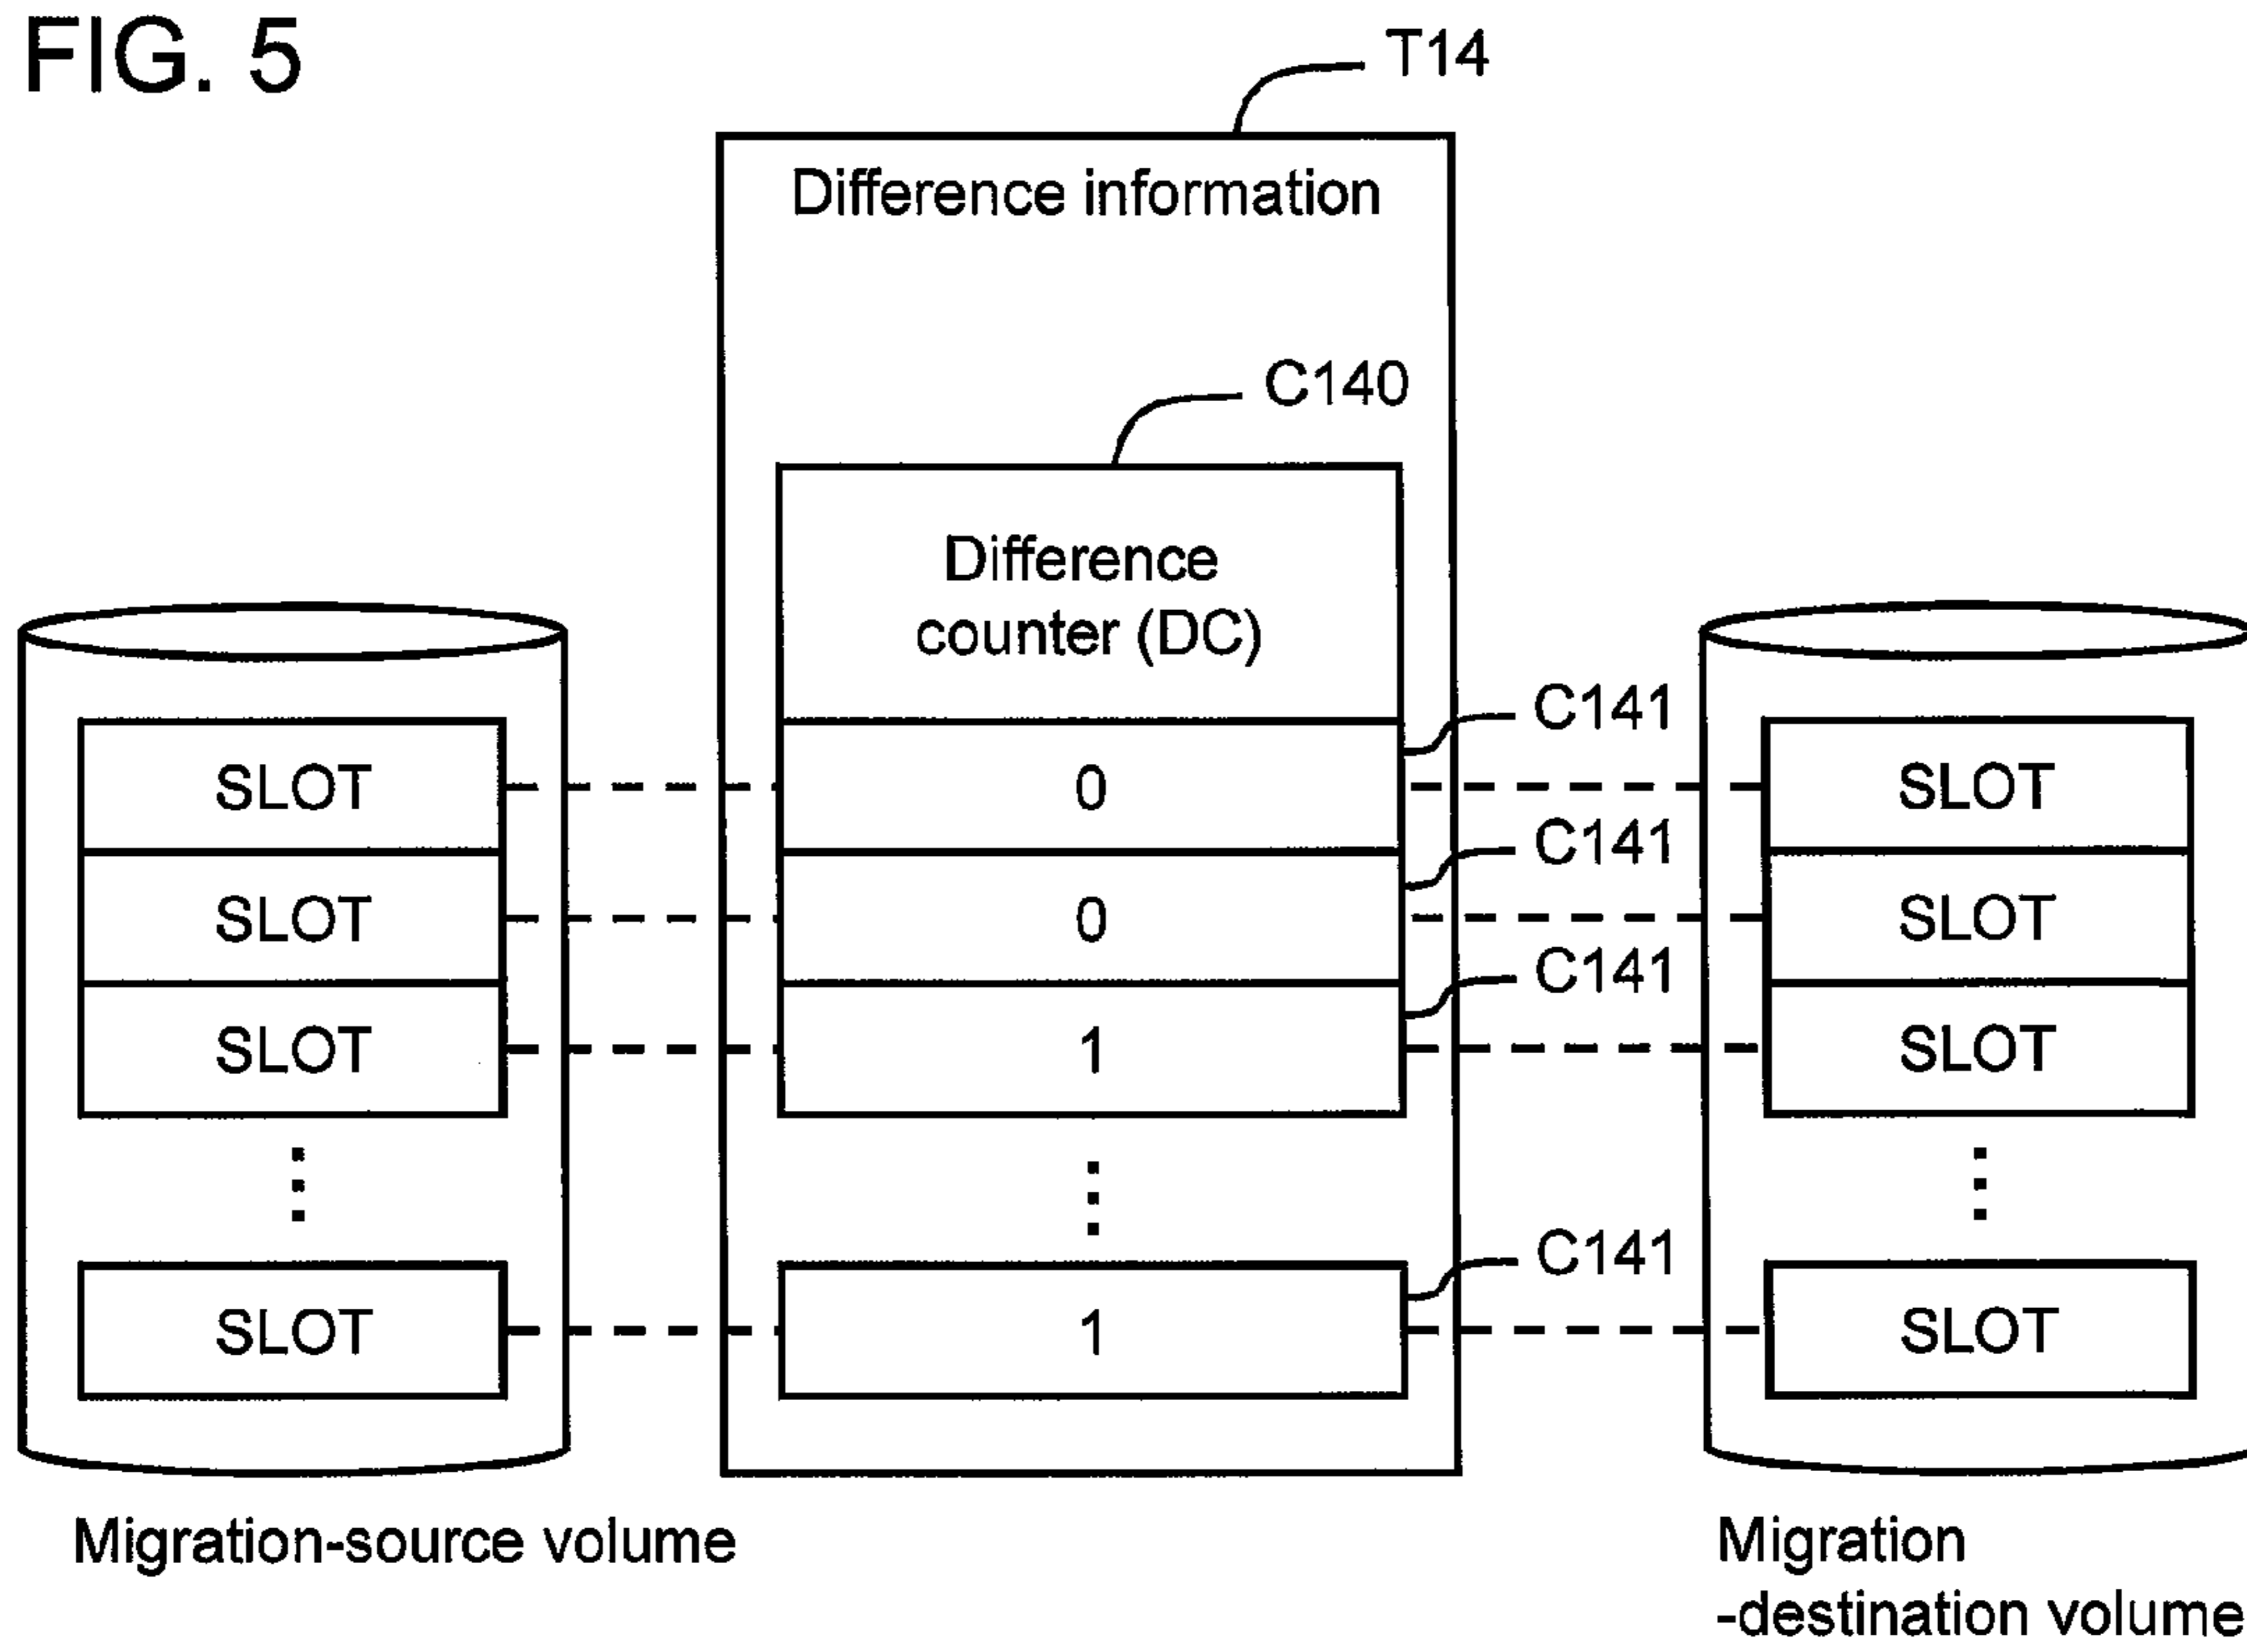 FIG. 5
T14
Difference information
C140
Difference
counter (DC)
C141
SLOT
0
SLOT
C141
SLOT
0
SLOT
C141
SLOT
1
SLOT
C141
SLOT
1
SLOT
Migration-source volume
Migration
-destination volume